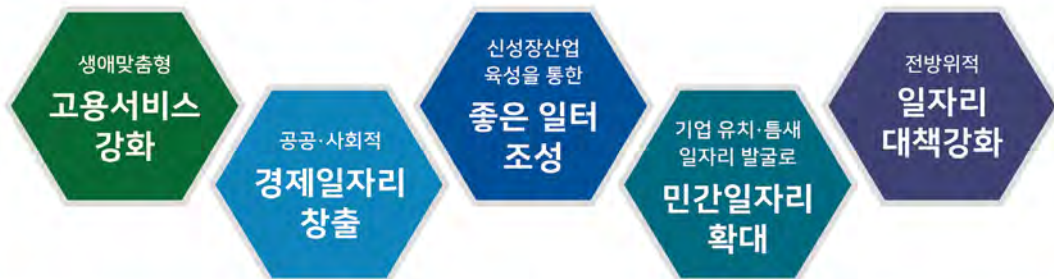 생애맞춤형
고용서비스
강화
공공·사회적
경제일자리
창출
신성장산업
육성을 통한
좋은 일터
조성
기업 유치·틈새
일자리 발굴로
민간일자리
확대
전방위적
일자리
대책강화